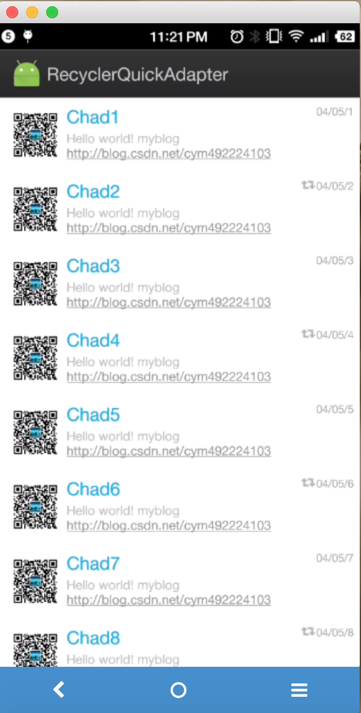 5
11:21 PM
62
RecyclerQuickAdapter
Chad1
04/05/1
Hello world! myblog
http://blog.csdn.net/cym492224103
Chad2
04/05/2
Hello world! myblog
http://blog.csdn.net/cym492224103
Chad3
04/05/3
Hello world! myblog
http://blog.csdn.net/cym492224103
Chad4
04/05/4
Hello world! myblog
http://blog.csdn.net/cym492224103
Chad5
04/05/5
Hello world! myblog
http://blog.csdn.net/cym492224103
Chad6
04/05/6
Hello world! myblog
http://blog.csdn.net/cym492224103
Chad7
04/05/7
Hello world! myblog
http://blog.csdn.net/cym492224103
Chad8
04/05/8
Hello world! myblog